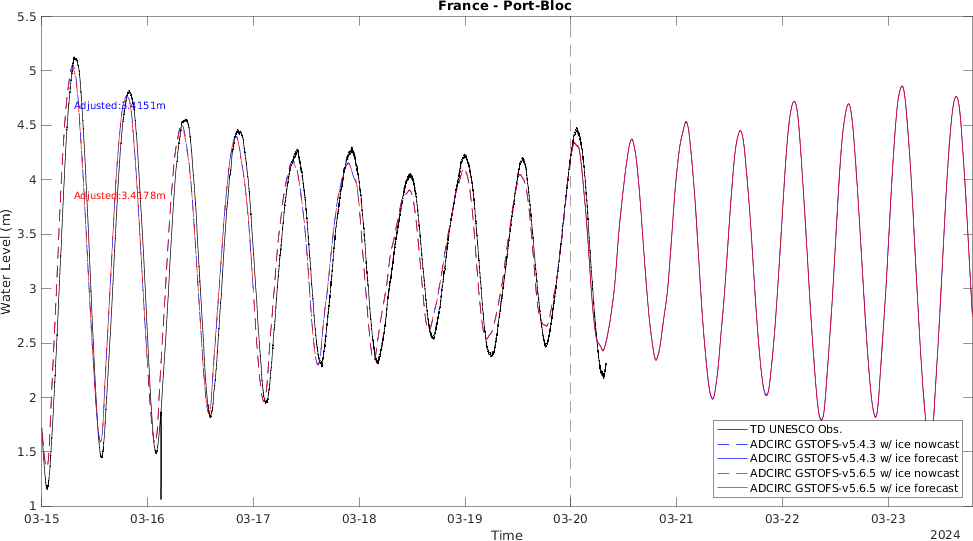 France - Port-Bloc
5.5
5
4.5
4
3.5
3
2.5
2
1.5
1
Water Level (m)
Adjusted:3.4151m
Adjusted:3.4178m
TD UNESCO Obs.
ADCIRC GSTOFS-v5.4.3 w/ ice nowcast
ADCIRC GSTOFS-v5.4.3 w/ ice forecast
ADCIRC GSTOFS-v5.6.5 w/ ice nowcast
ADCIRC GSTOFS-v5.6.5 w/ ice forecast
03-15 03-16 03-17 03-18 03-19 03-20 03-21 03-22 03-23
Time
2024